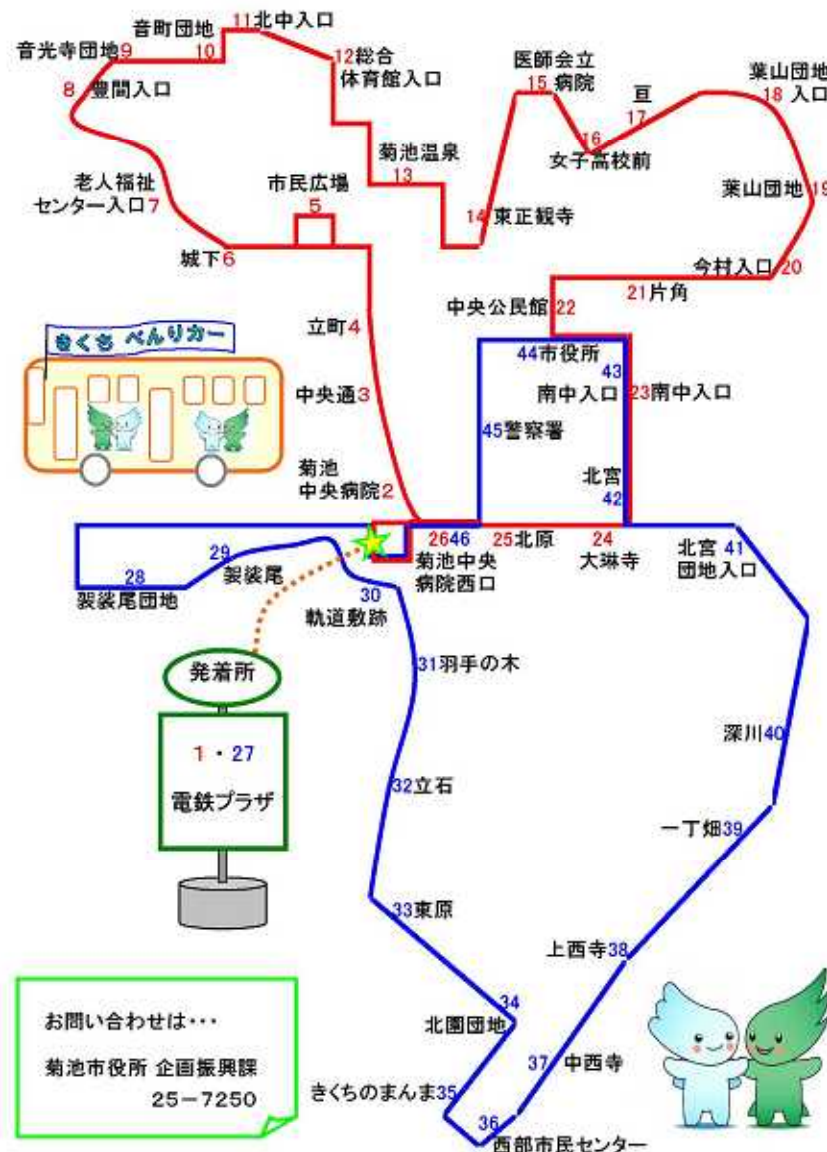 音町団地
11北中入口
音光寺団地9
10
12総合
体育館入口
8 豊間入口
医師会立
15 病院
亘
17
葉山団地
18 入口
16
女子高校前
菊池温泉
13
老人福祉
センター入口7
市民広場
5
葉山団地 19
14東正観寺
城下6
今村入口20
21片角
中央公民館22
立町4
44市役所
43
きくち べんりカー
中央通3
南中入口
23南中入口
45警察署
菊池
中央病院2
北宮
42
2646
25北原
24
菊池中央
病院西口
大琳寺
北宮 41
団地入口
29
袈裟尾
28
袈裟尾団地
30
軌道敷跡
発着所
31羽手の木
1・27
電鉄プラザ
深川40
32立石
一丁畑39
33東原
上西寺38
34
北園団地
お問い合わせは・・・
菊池市役所 企画振興課
25-7250
37中西寺
きくちのまんま35
36
西部市民センター